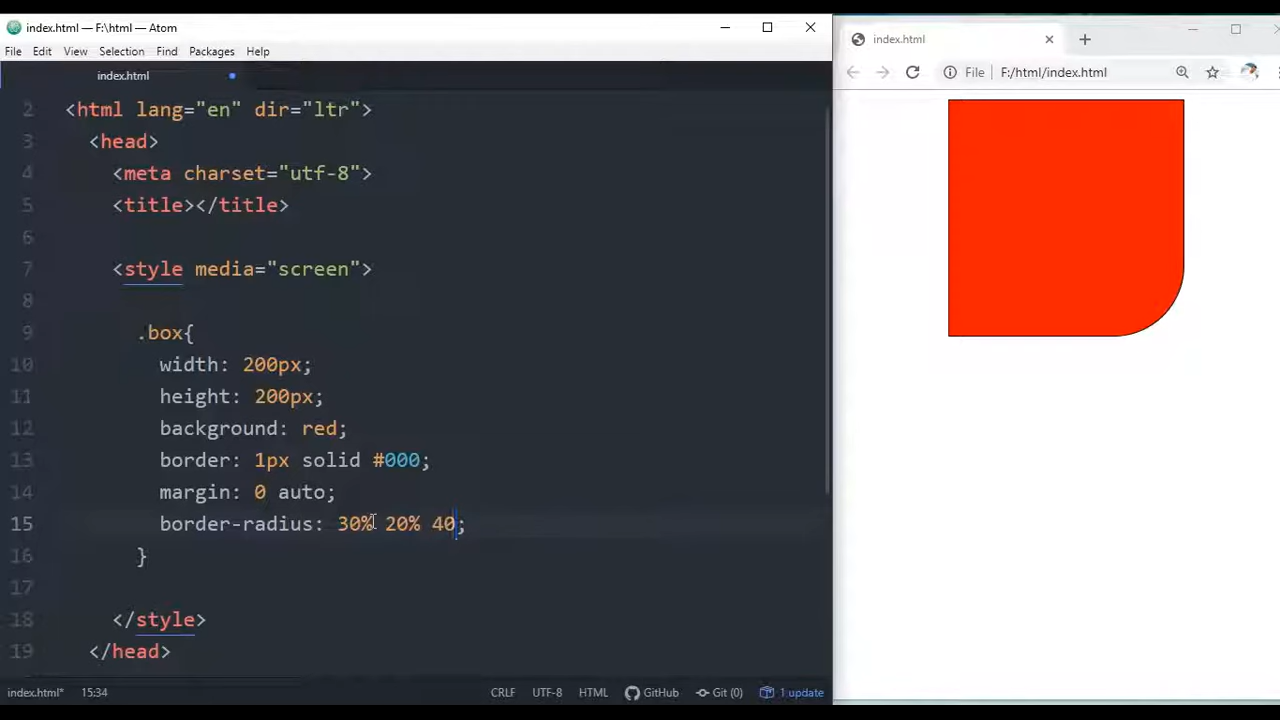 index.html — F:\html — Atom
File Edit View Selection Find Packages Help
index.html
2 <html lang="en" dir="ltr">
3 <head>
4 <meta charset="utf-8">
5 <title></title>
6
7 <style media="screen">
8
9 .box{
10 width: 200px;
11 height: 200px;
12 background: red;
13 border: 1px solid #000;
14 margin: 0 auto;
15 border-radius: 30% 20% 40;
16 }
17
18 </style>
19 </head>
index.html* 15:34 CRLF UTF-8 HTML GitHub Git (0) 1 update
index.html
File F:/html/index.html